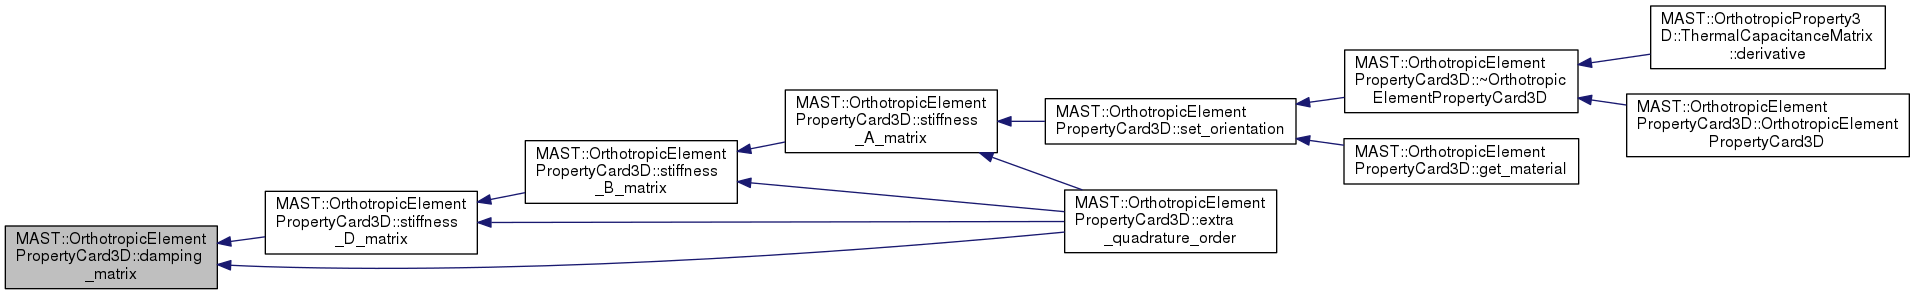 MAST::OrthotropicElement
PropertyCard3D::damping
_matrix
MAST::OrthotropicElement
PropertyCard3D::stiffness
_D_matrix
MAST::OrthotropicElement
PropertyCard3D::stiffness
_B_matrix
MAST::OrthotropicElement
PropertyCard3D::stiffness
_A_matrix
MAST::OrthotropicElement
PropertyCard3D::extra
_quadrature_order
MAST::OrthotropicElement
PropertyCard3D::set_orientation
MAST::OrthotropicElement
PropertyCard3D::~Orthotropic
ElementPropertyCard3D
MAST::OrthotropicElement
PropertyCard3D::get_material
MAST::OrthotropicProperty3
D::ThermalCapacitanceMatrix
::derivative
MAST::OrthotropicElement
PropertyCard3D::OrthotropicElement
PropertyCard3D